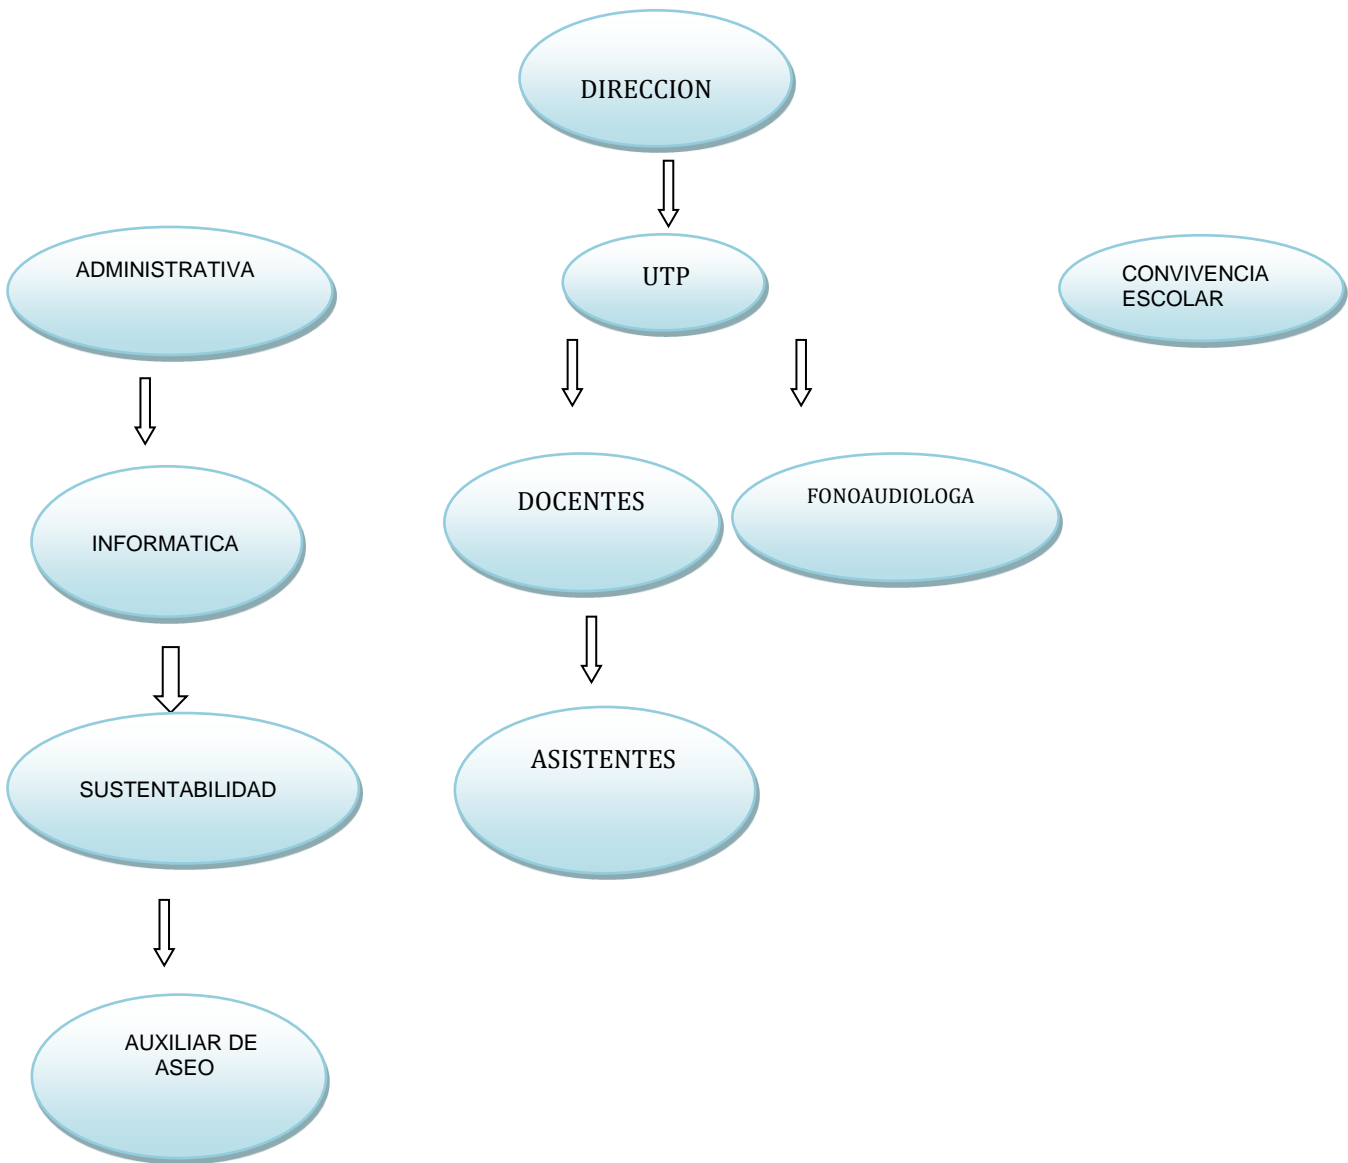 DIRECCION
ADMINISTRATIVA
UTP
CONVIVENCIA
ESCOLAR
INFORMATICA
DOCENTES
FONOAUDIOLOGA
SUSTENTABILIDAD
ASISTENTES
AUXILIAR DE
ASEO